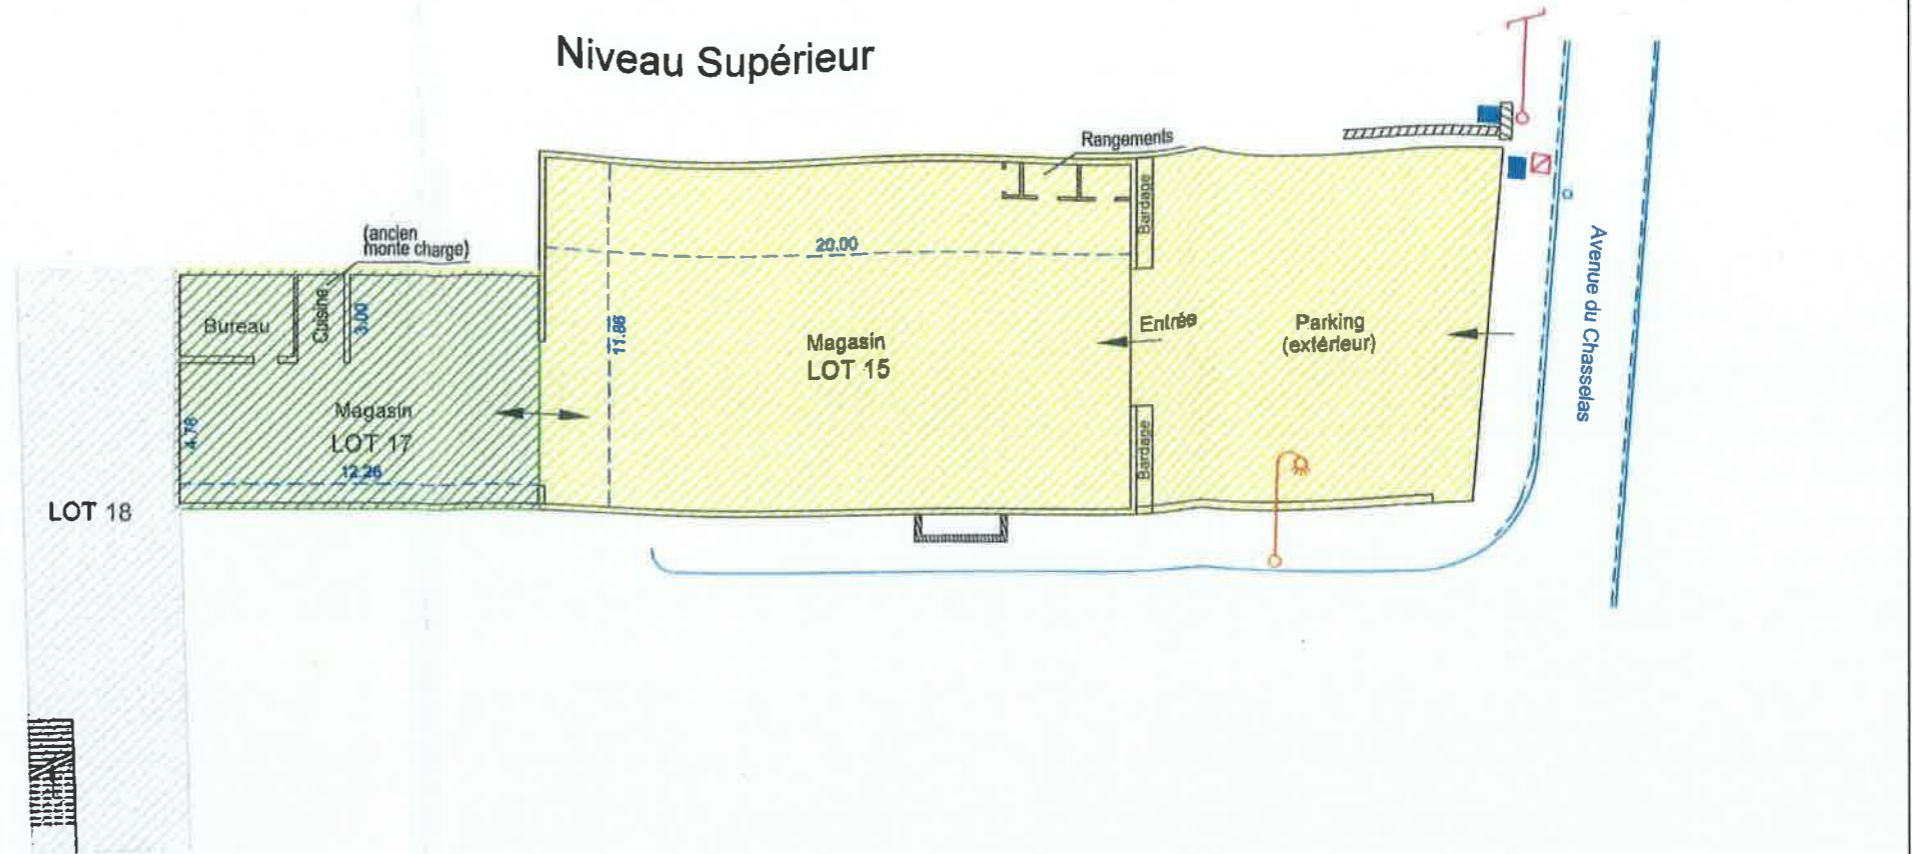 Niveau Supérieur
Rangements
Bardage
(ancien
monte charge)
20.00
Avenue du Chasselas
Bureau
Cuisine
3.00
11.86
Entrée
Parking
(extérieur)
Magasin
LOT 15
Magasin
LOT 17
4.78
12.26
Bardage
LOT 18